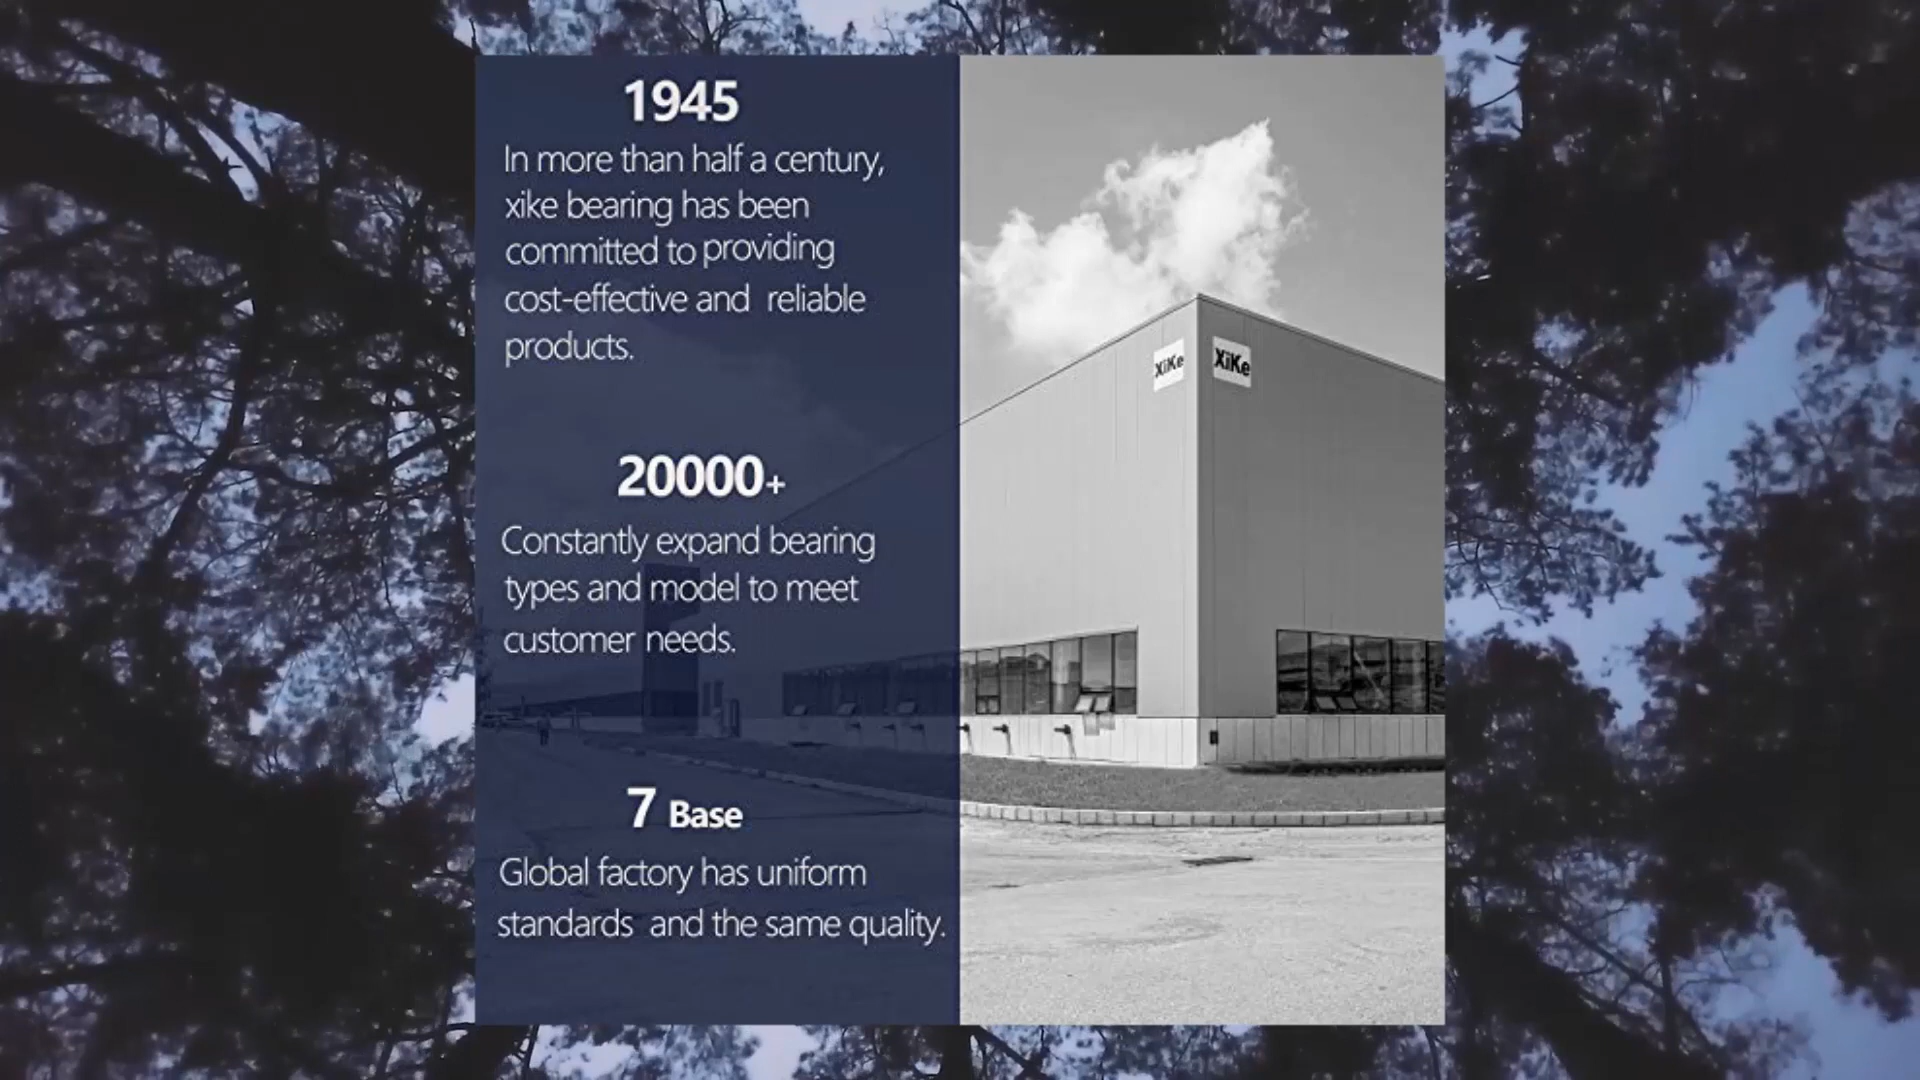 1945
In more than half a century,
xike bearing has been
committed to providing
cost-effective and reliable
products.
20000+
Constantly expand bearing
types and model to meet
customer needs.
7 Base
Global factory has uniform
standards and the same quality.
XiKe
XiKe